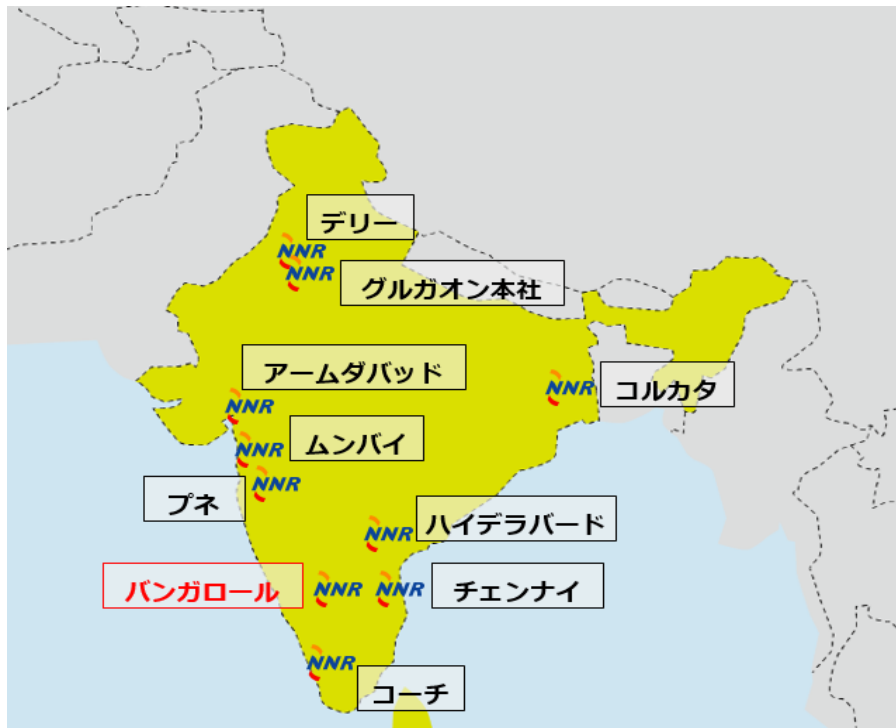 デリー
NNR
NNR
グルガオン本社
アームダバッド
NNR
NNR
コルカタ
ムンバイ
NNR
プネ
NNR
ハイデラバード
NNR
バンガロール
NNR
NNR
チェンナイ
NNR
コーチ